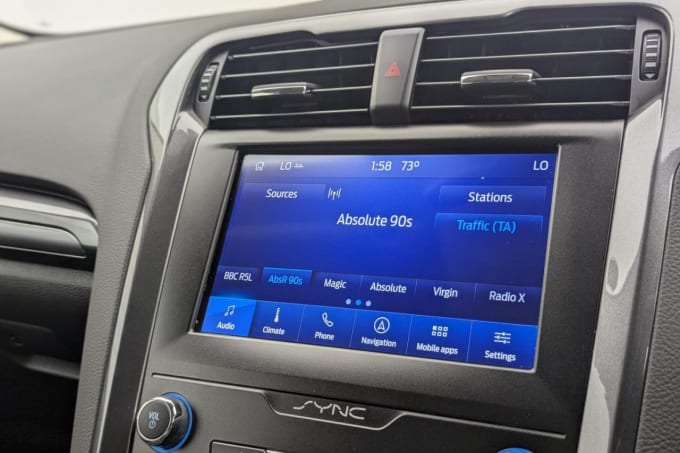 LO 1:58 73° LO
Sources Stations
Absolute 90s
Traffic (TA)
BBC R5L AbsR 90s Magic Absolute Virgin Radio X
Audio Climate Phone Navigation Mobile apps Settings
SYNC
VOL